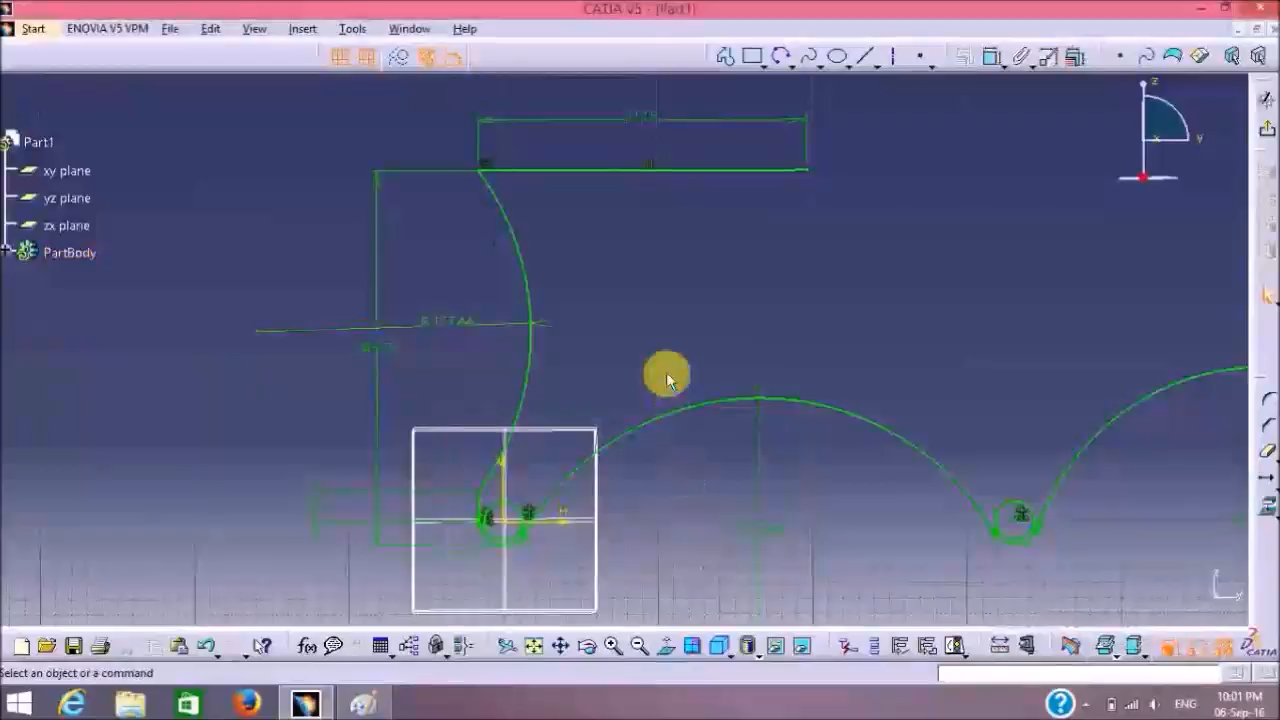 CATIA V5 - [Part1]
Start ENOVIA V5 VPM File Edit View Insert Tools Window Help
z
x
y
Part1
xy plane
yz plane
zx plane
PartBody
H
y
f(x)
CATIA
Select an object or a command
ENG
10:01 PM
06-Sep-16